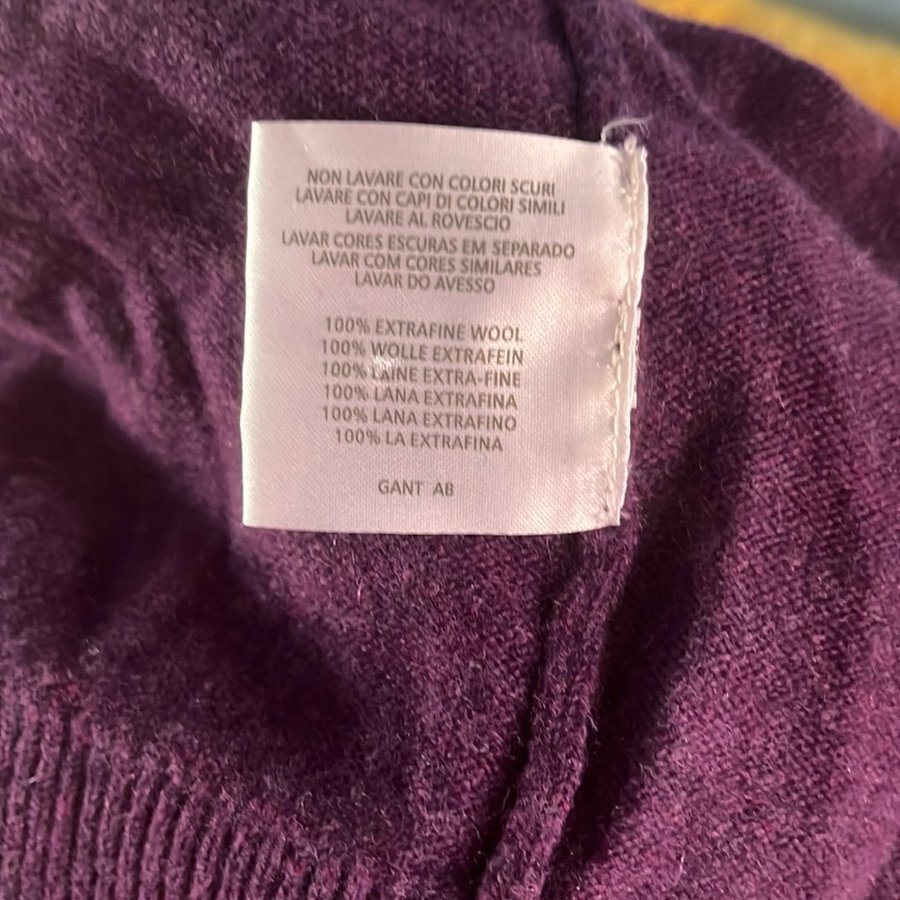 NON LAVARE CON COLORI SCURI
LAVARE CON CAPI DI COLORI SIMILI
LAVARE AL ROVESCIO
LAVAR CORES ESCURAS EM SEPARADO
LAVAR COM CORES SIMILARES
LAVAR DO AVESSO
100% EXTRAFINE WOOL
100% WOLLE EXTRAFEIN
100% LAINE EXTRA-FINE
100% LANA EXTRAFINA
100% LANA EXTRAFINO
100% LA EXTRAFINA
GANT AB